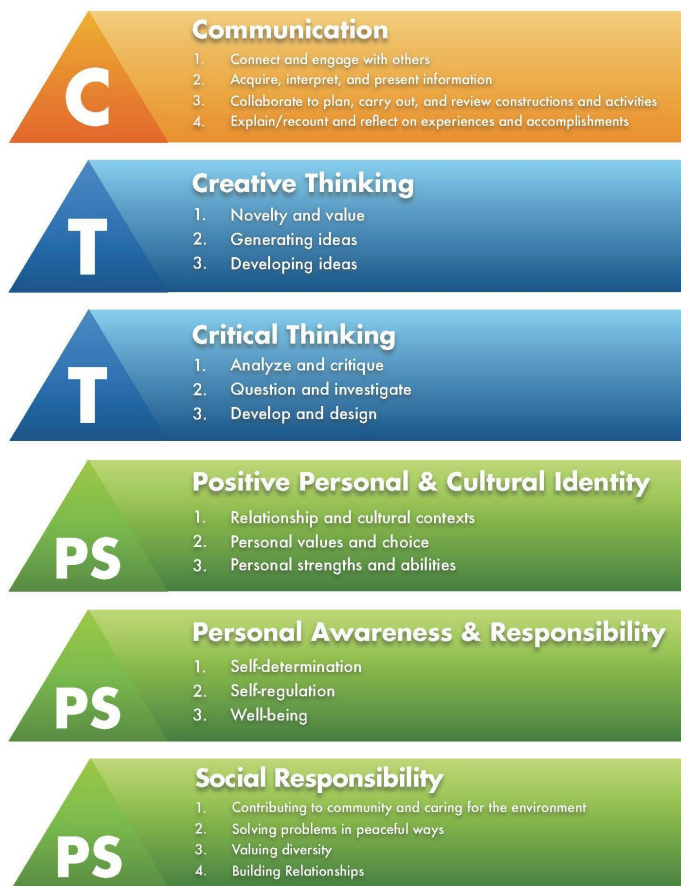 C
Communication
1. Connect and engage with others
2. Acquire, interpret, and present information
3. Collaborate to plan, carry out, and review constructions and activities
4. Explain/recount and reflect on experiences and accomplishments
T
Creative Thinking
1. Novelty and value
2. Generating ideas
3. Developing ideas
T
Critical Thinking
1. Analyze and critique
2. Question and investigate
3. Develop and design
PS
Positive Personal & Cultural Identity
1. Relationship and cultural contexts
2. Personal values and choice
3. Personal strengths and abilities
PS
Personal Awareness & Responsibility
1. Self-determination
2. Self-regulation
3. Well-being
PS
Social Responsibility
1. Contributing to community and caring for the environment
2. Solving problems in peaceful ways
3. Valuing diversity
4. Building Relationships